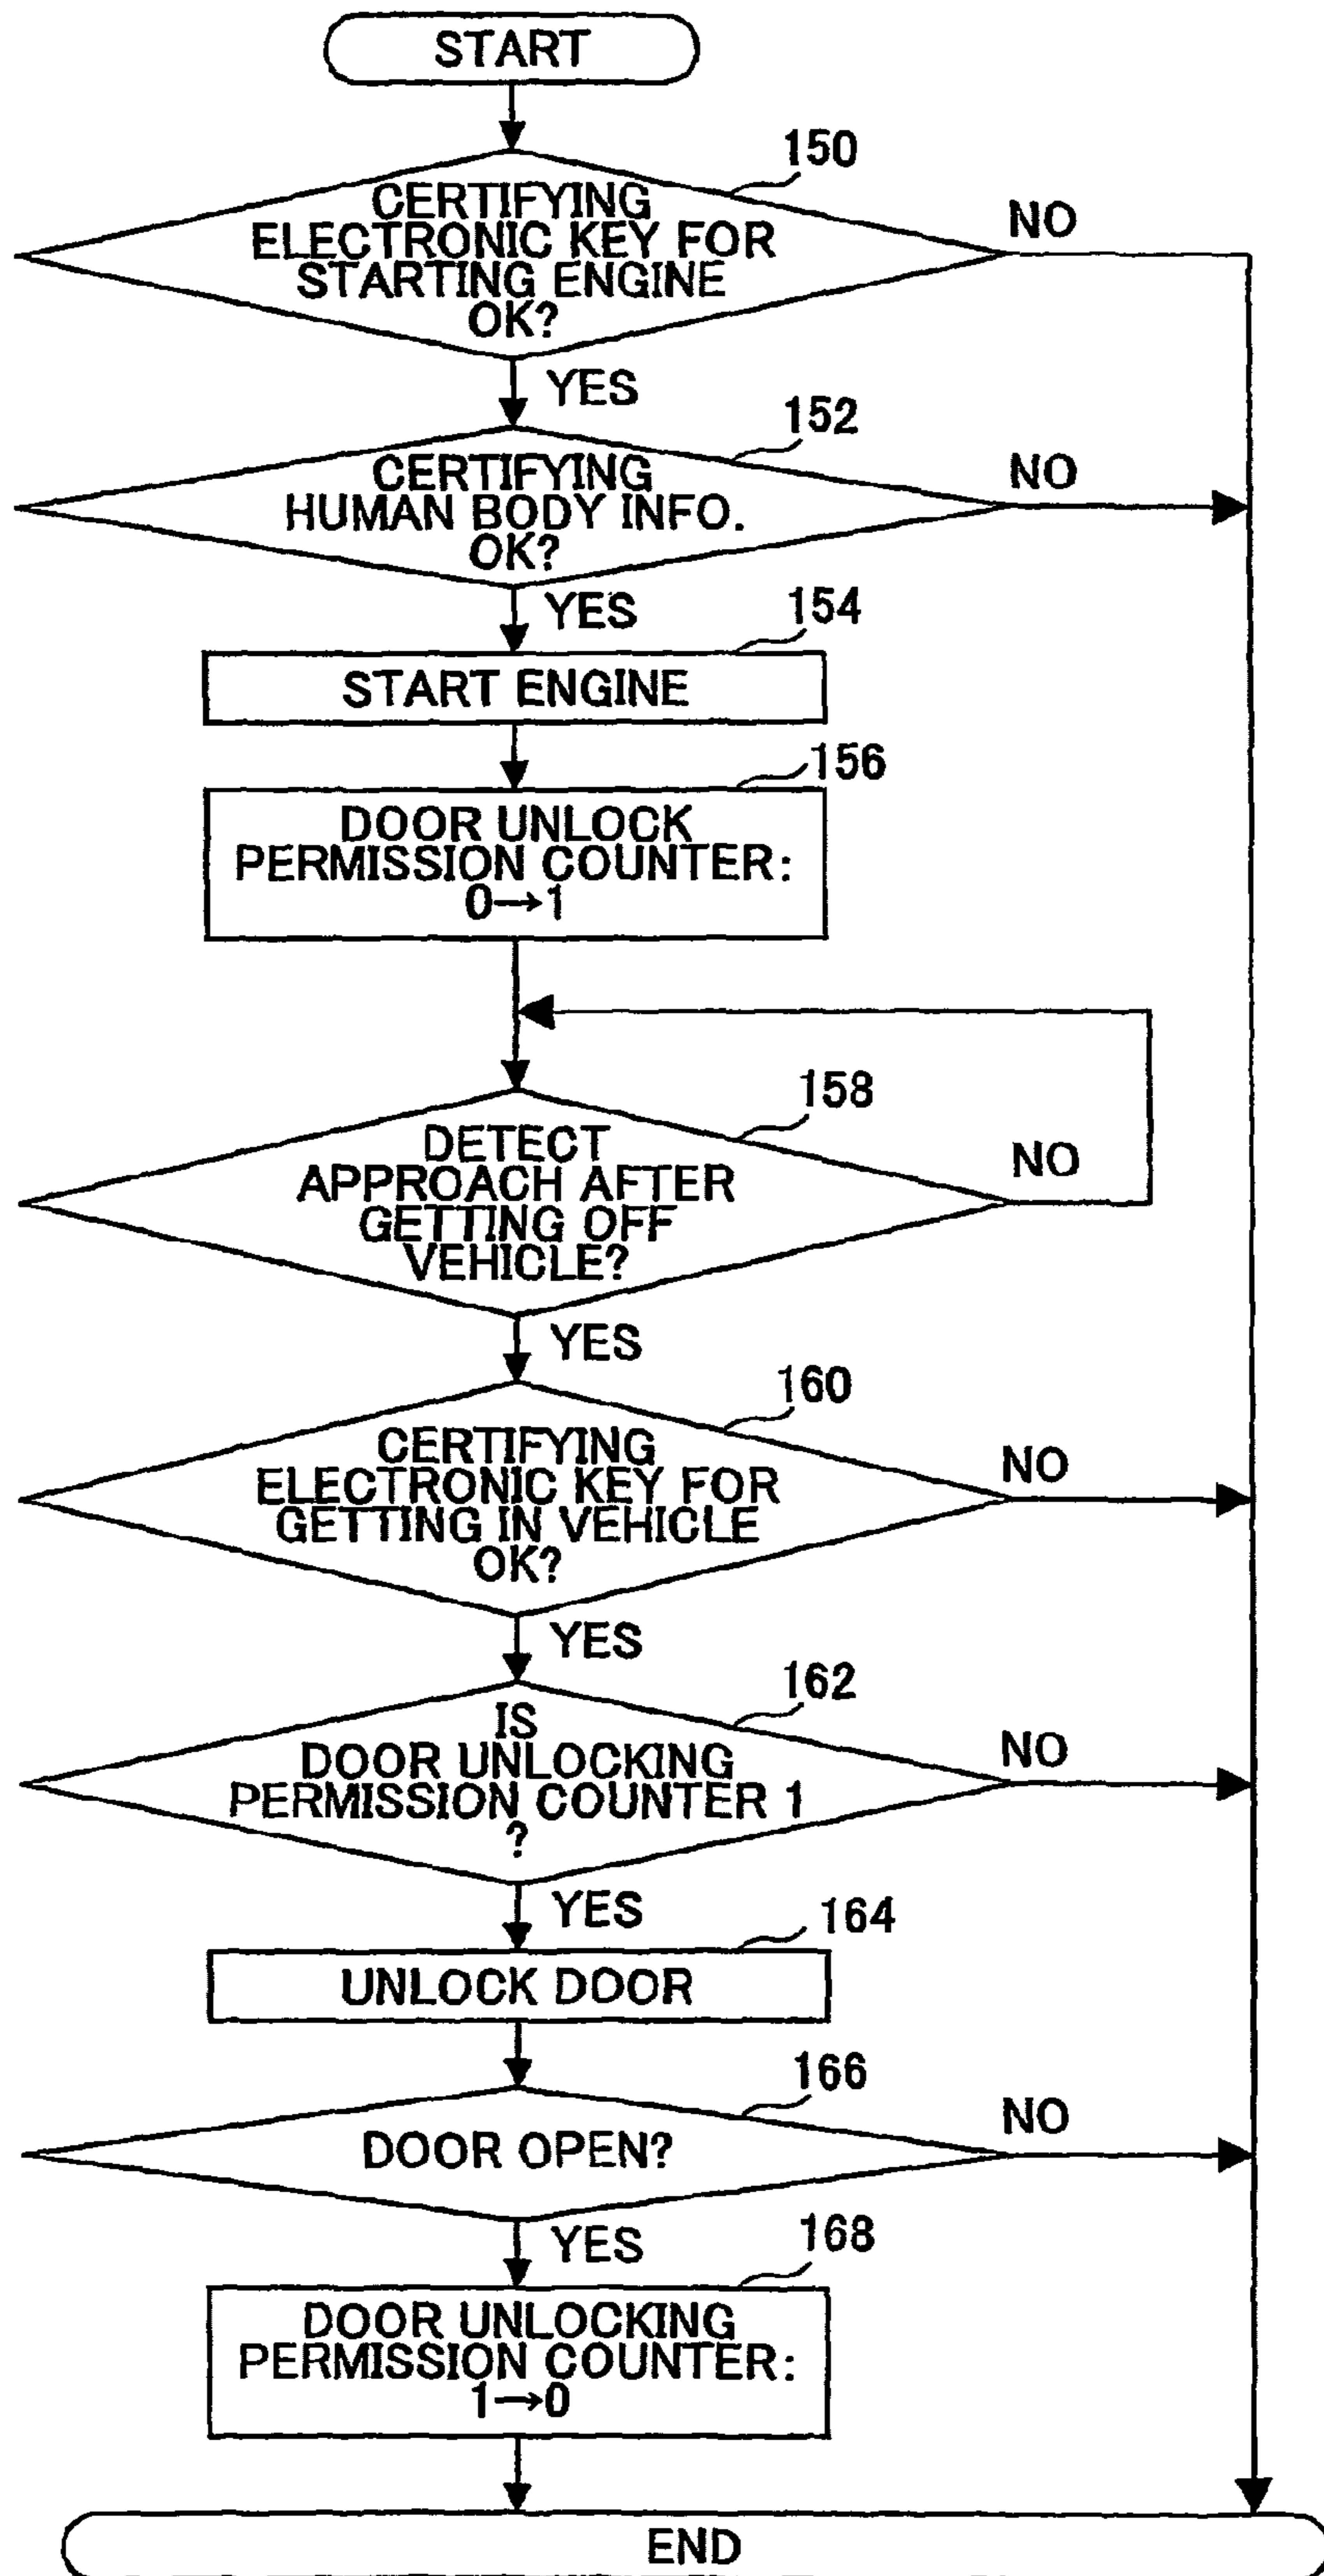 START
150
CERTIFYING
ELECTRONIC KEY FOR
STARTING ENGINE
OK?
NO
YES
152
CERTIFYING
HUMAN BODY INFO.
OK?
NO
YES
154
START ENGINE
156
DOOR UNLOCK
PERMISSION COUNTER:
0→1
158
DETECT
APPROACH AFTER
GETTING OFF
VEHICLE?
NO
YES
160
CERTIFYING
ELECTRONIC KEY FOR
GETTING IN VEHICLE
OK?
NO
YES
162
IS
DOOR UNLOCKING
PERMISSION COUNTER 1
?
NO
YES
164
UNLOCK DOOR
166
DOOR OPEN?
NO
YES
168
DOOR UNLOCKING
PERMISSION COUNTER:
1→0
END